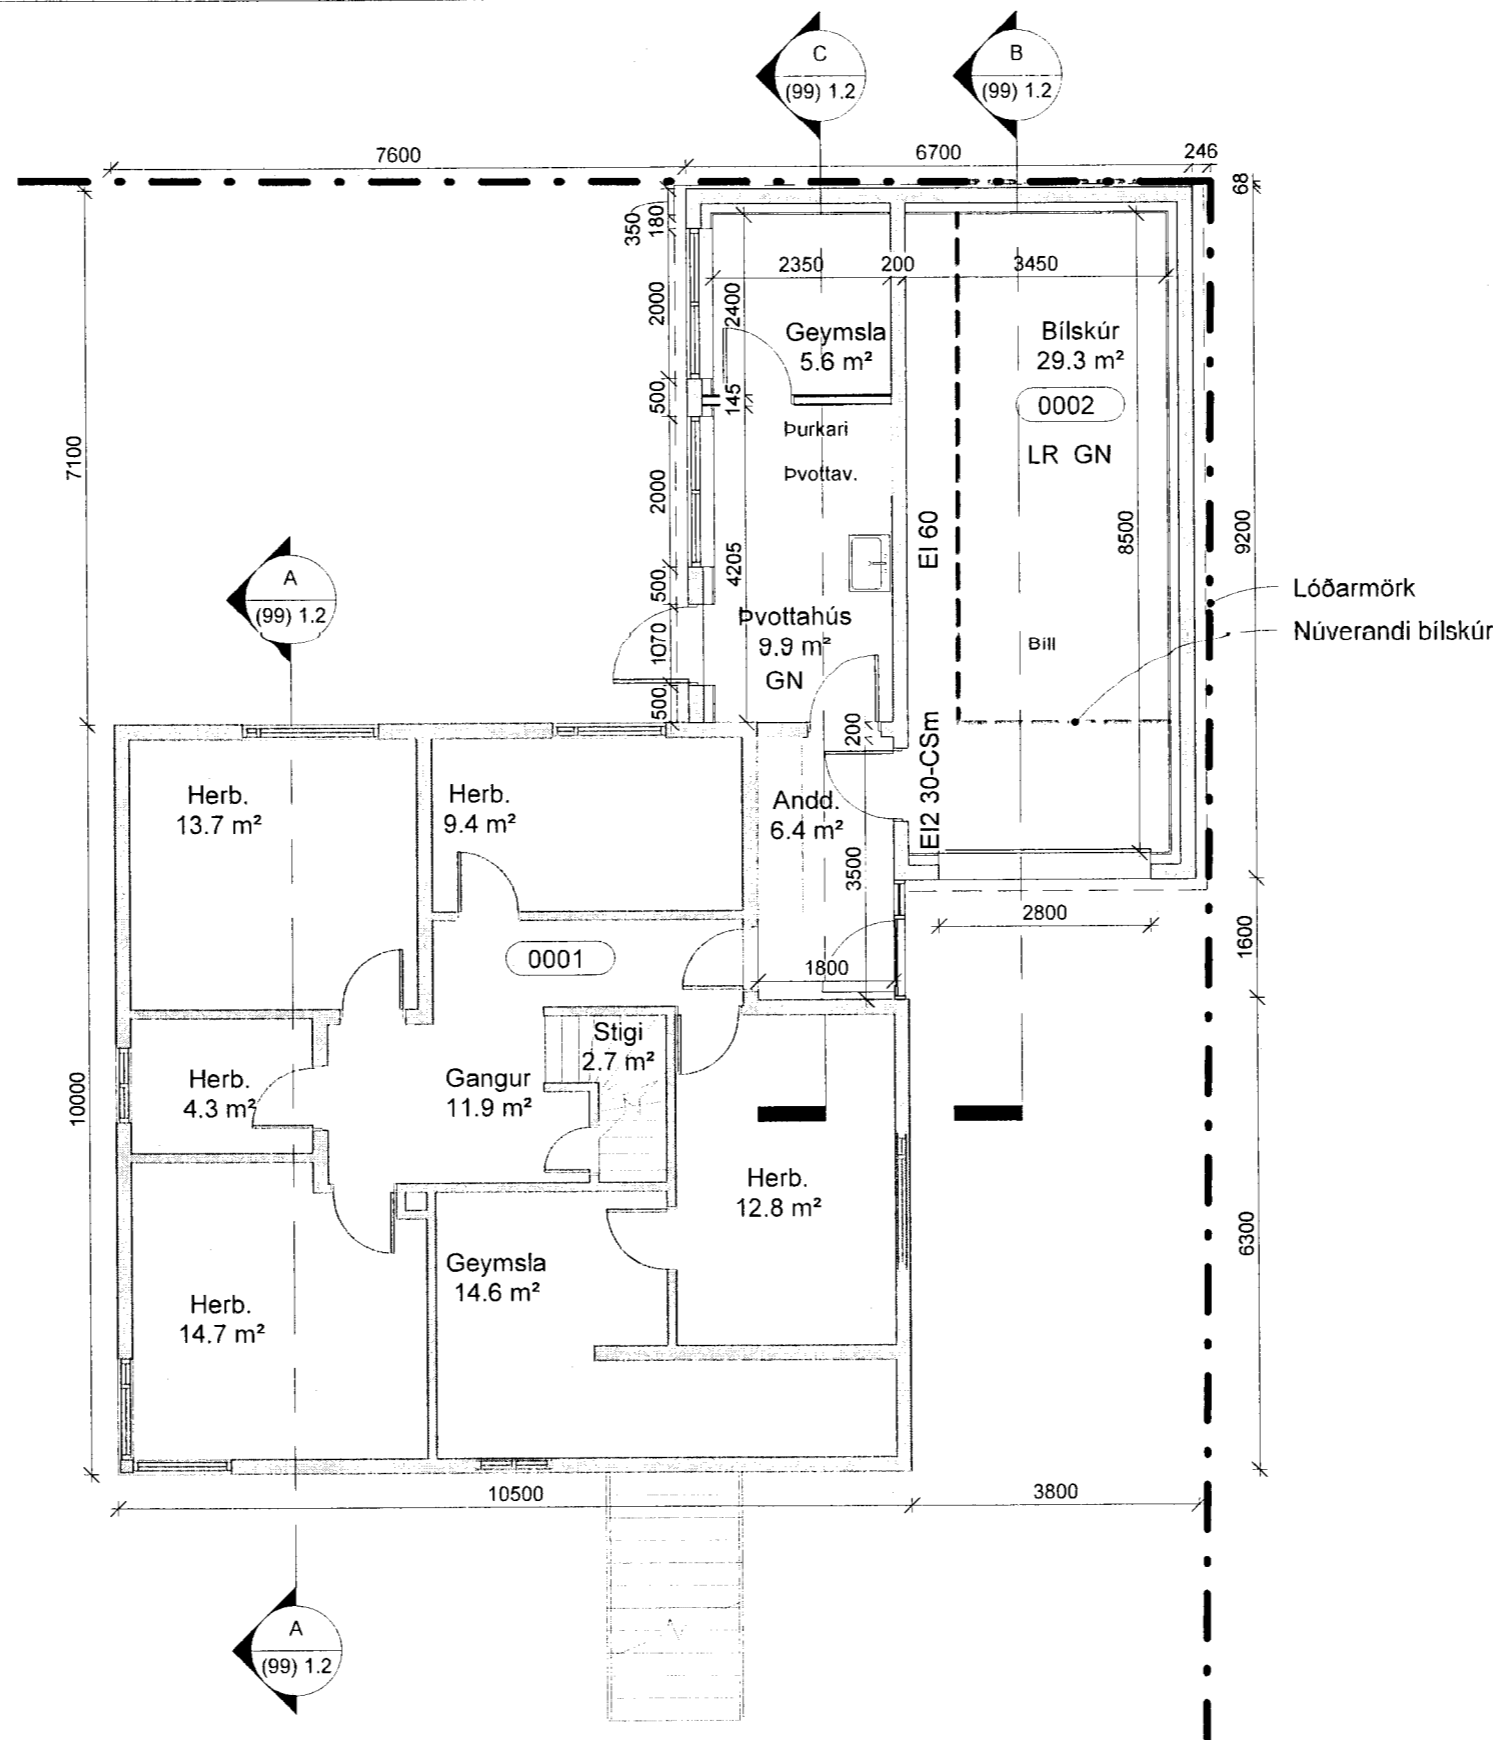 C
(99) 1.2
B
(99) 1.2
7600
6700
246
68
350
180
2350
200
3450
2000
2400
Geymsla
5.6 m²
Bílskúr
29.3 m²
0002
LR GN
500
145
Þurkari
Þvottav.
7100
2000
EI 60
8500
9200
4205
A
(99) 1.2
500
Lóðarmörk
Núverandi bílskúr
Þvottahús
9.9 m²
GN
Bíll
1070
500
200
EI2 30-CSm
Herb.
13.7 m²
Herb.
9.4 m²
Andd.
6.4 m²
3500
2800
1600
0001
1800
Stigi
2.7 m²
Herb.
4.3 m²
Gangur
11.9 m²
10000
Herb.
12.8 m²
6300
Geymsla
14.6 m²
Herb.
14.7 m²
10500
3800
A
(99) 1.2